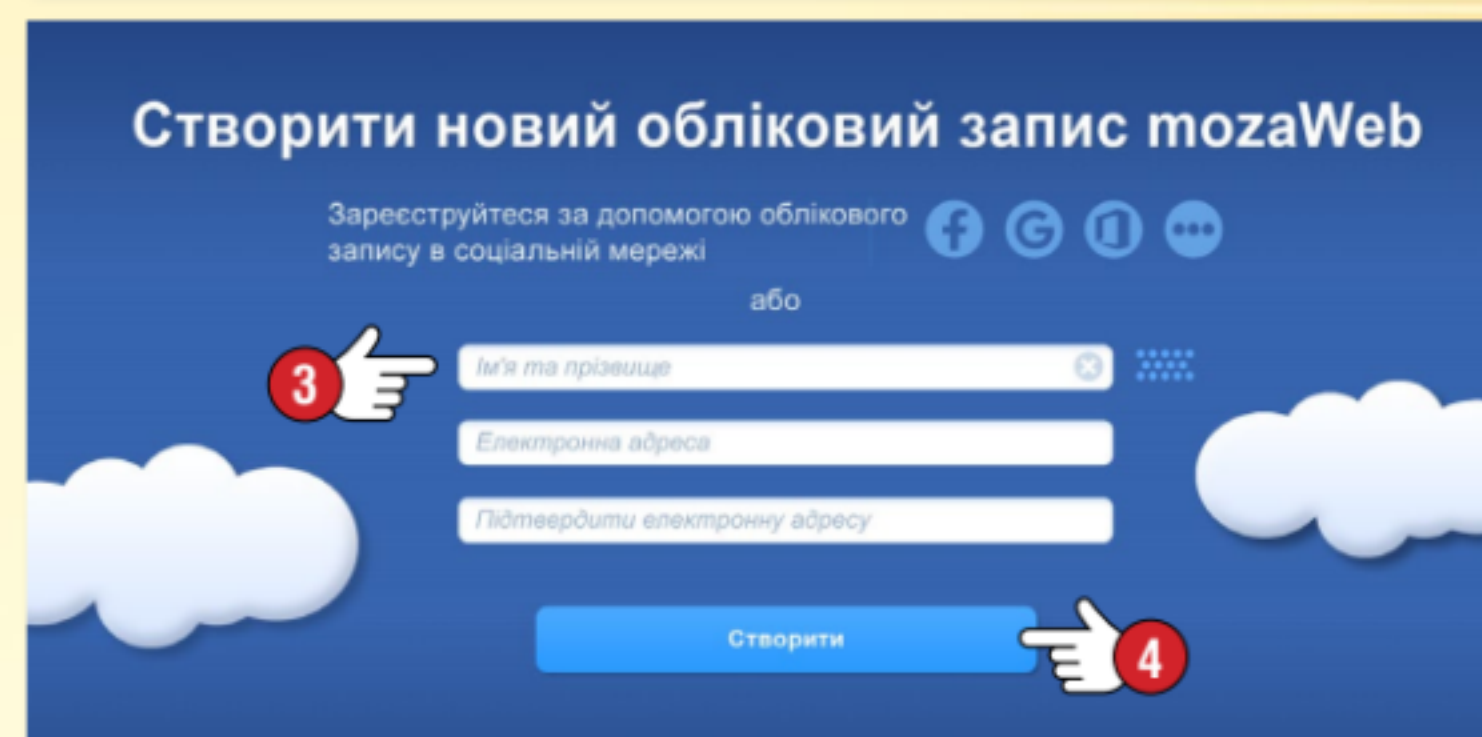 Створити новий обліковий запис mozaWeb
Зареєструйтеся за допомогою облікового
запису в соціальній мережі
або
3
Ім'я та прізвище
Електронна адреса
Підтвердити електронну адресу
Створити
4